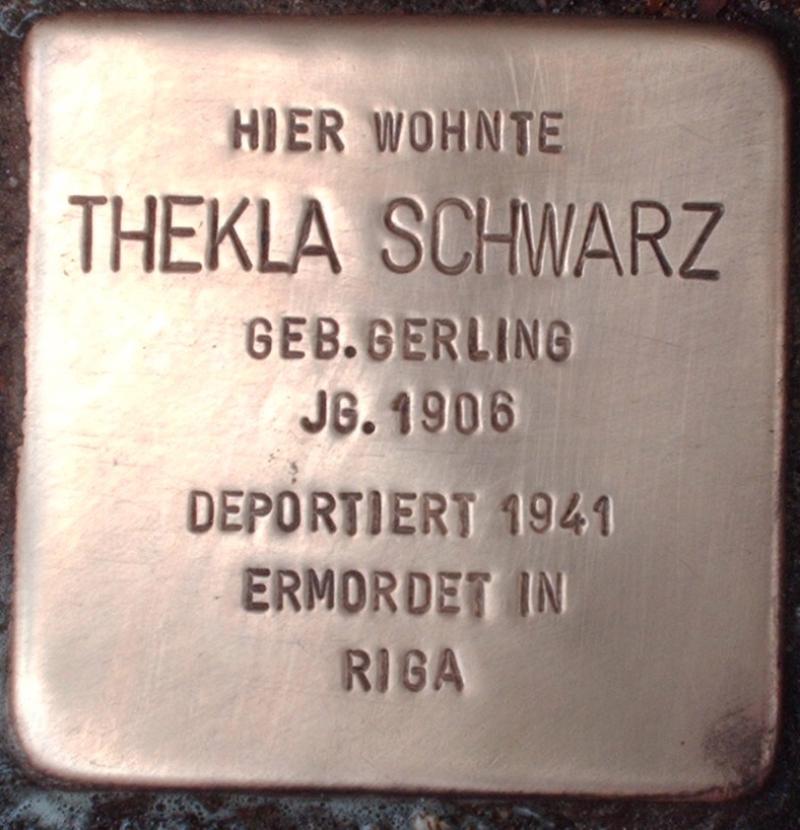 HIER WOHNTE
THEKLA SCHWARZ
GEB.GERLING
JG. 1906
DEPORTIERT 1941
ERMORDET IN
RIGA